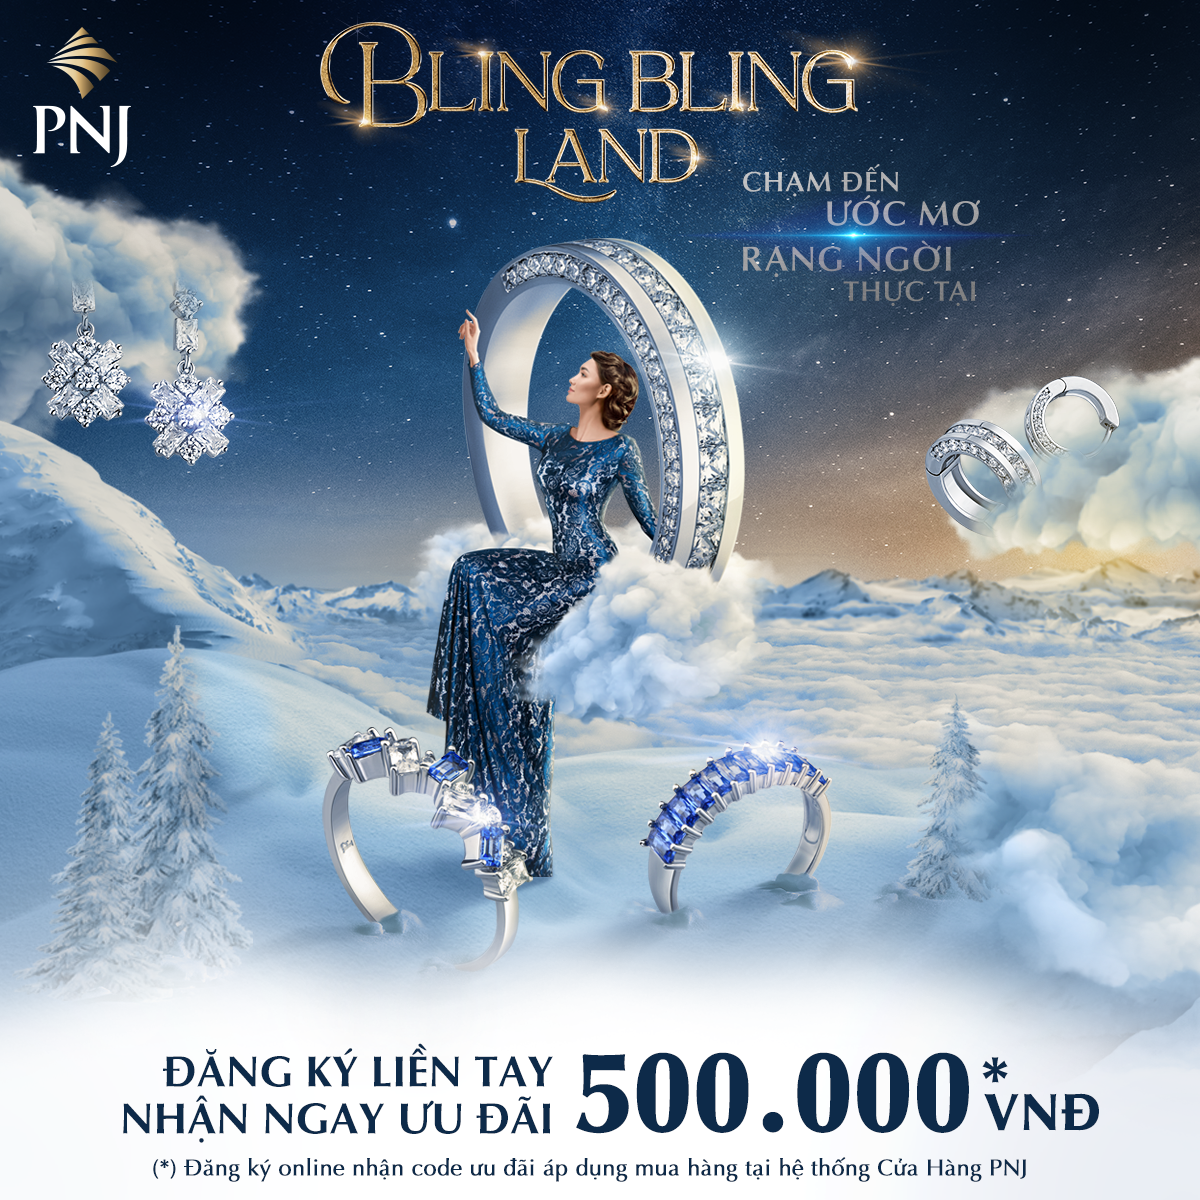 PNJ
BLING BLING
LAND
CHẠM ĐẾN
ƯỚC MƠ
RẠNG NGỜI
THỰC TẠI
ĐĂNG KÝ LIỀN TAY
NHẬN NGAY ƯU ĐÃI
500.000*
VNĐ
(*) Đăng ký online nhận code ưu đãi áp dụng mua hàng tại hệ thống Cửa Hàng PNJ